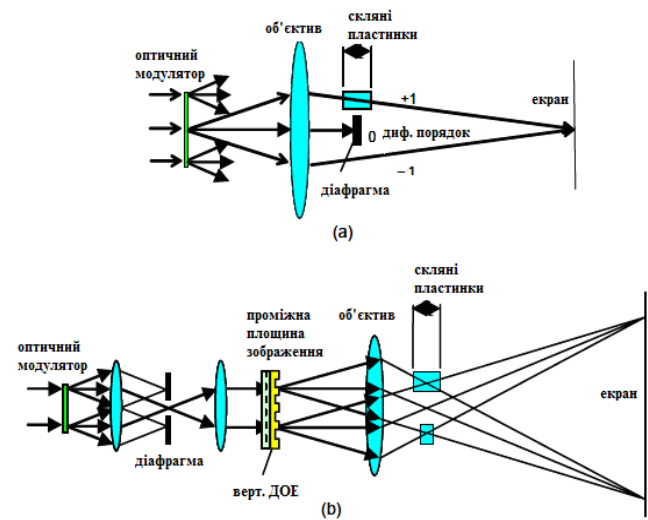 об'єктив
скляні
пластинки
оптичний
модулятор
екран
+1
0 диф. порядок
−1
діафрагма
(a)
скляні
пластинки
проміжна
площина
зображення
об'єктив
оптичний
модулятор
екран
діафрагма
верт. ДОЕ
(b)